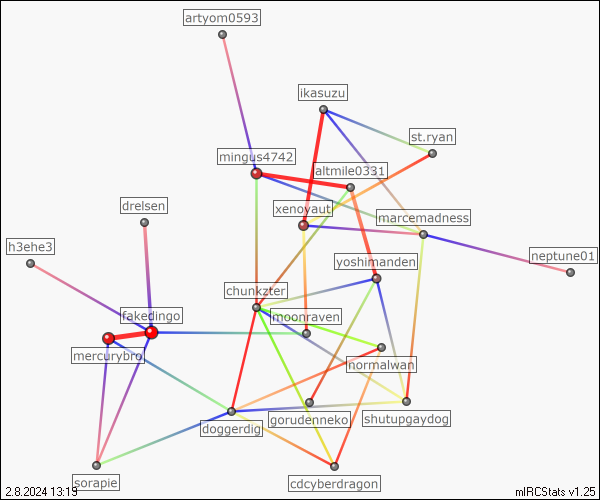 artyom0593
ikasuzu
st.ryan
mingus4742
altmile0331
drelsen
xenovaut
marcemadness
h3ehe3
neptune01
yoshimanden
chunkzter
fakedingo
moonraven
mercurybro
normalwan
doggerdig
gorudenneko
shutupgaydog
sorapie
cdcyberdragon
2.8.2024 13:19
mIRCStats v1.25